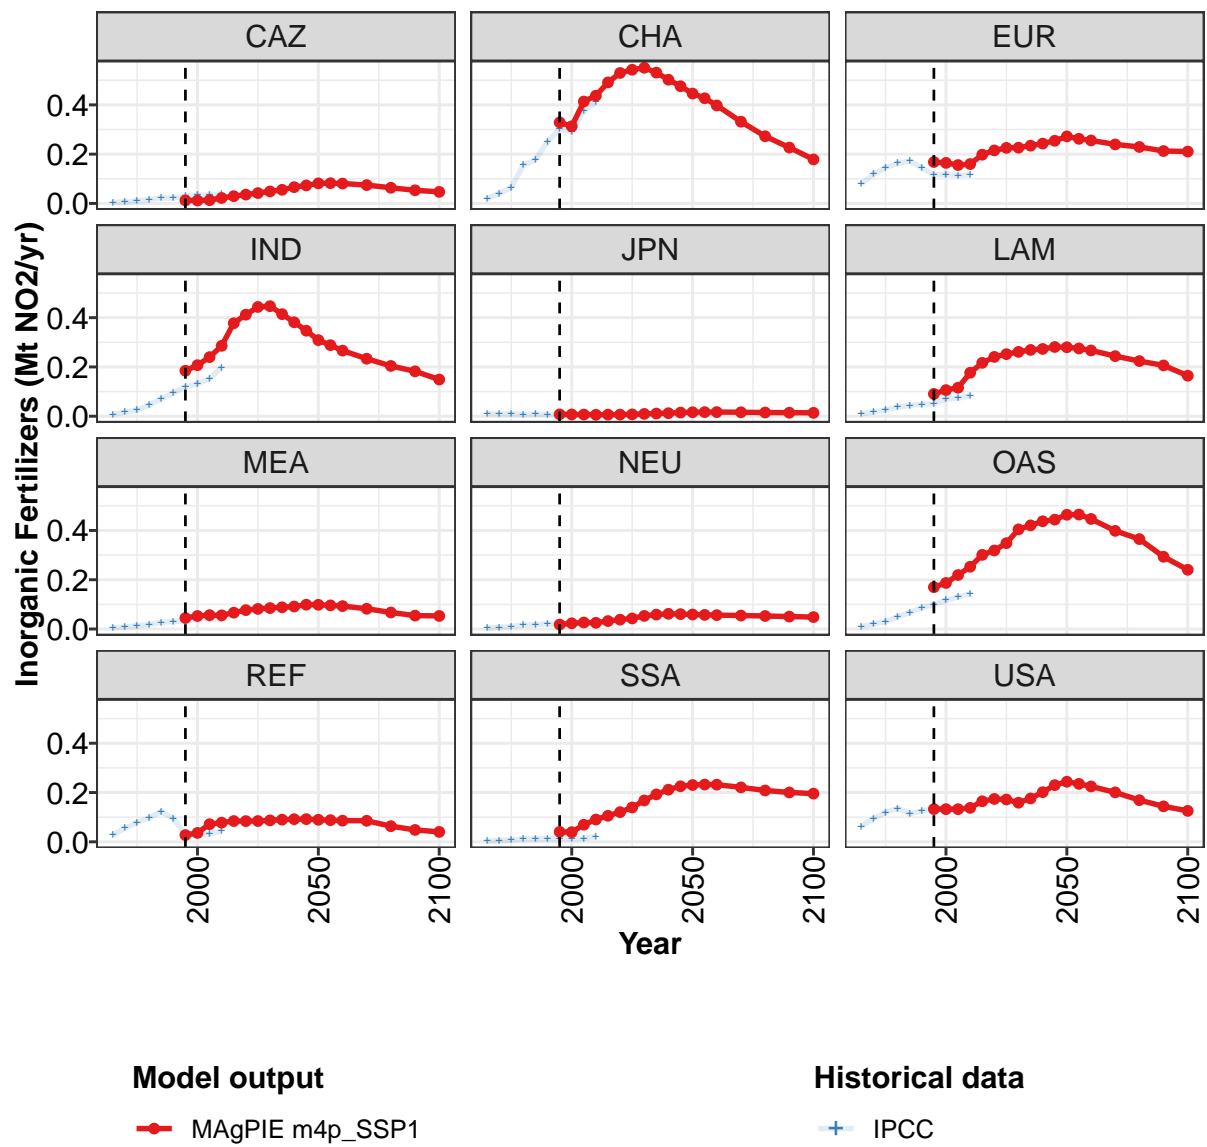 CAZ CHA EUR
0.4
0.2
0.0
IND JPN LAM
0.4
0.2
0.0
Inorganic Fertilizers (Mt NO2/yr)
MEA NEU OAS
0.4
0.2
0.0
REF SSA USA
0.4
0.2
0.0
2000 2050 2100 2000 2050 2100 2000 2050 2100
Year
Model output Historical data
MAgPIE m4p_SSP1 IPCC